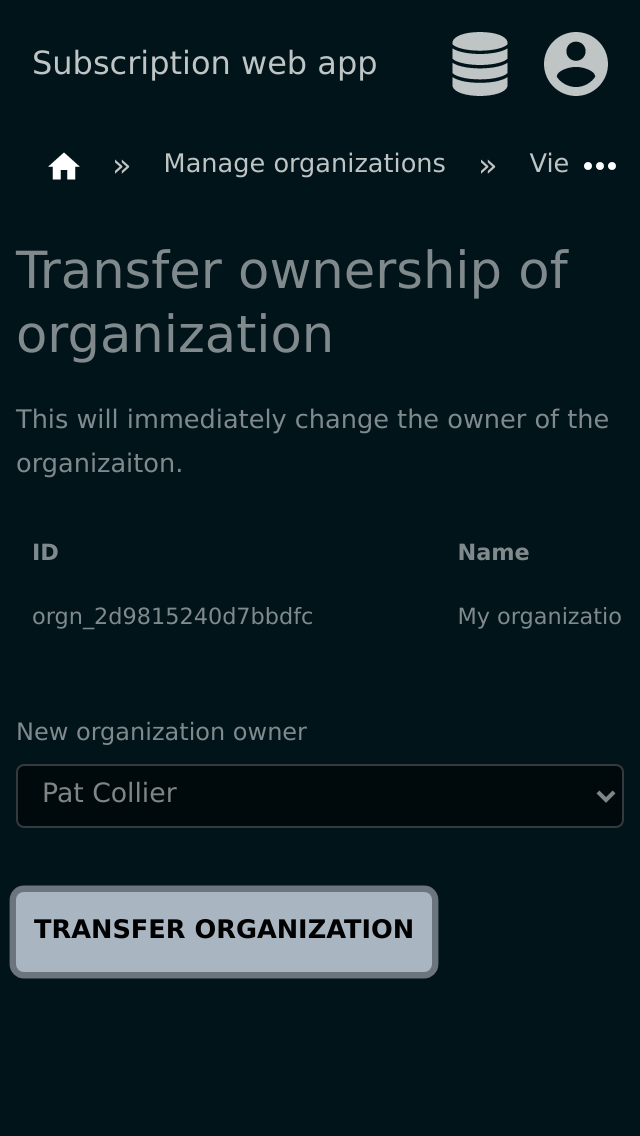 Subscription web app
» Manage organizations » Vie
Transfer ownership of
organization
This will immediately change the owner of the
organizaiton.
ID Name
orgn_2d9815240d7bbdfc My organizatio
New organization owner
Pat Collier
TRANSFER ORGANIZATION